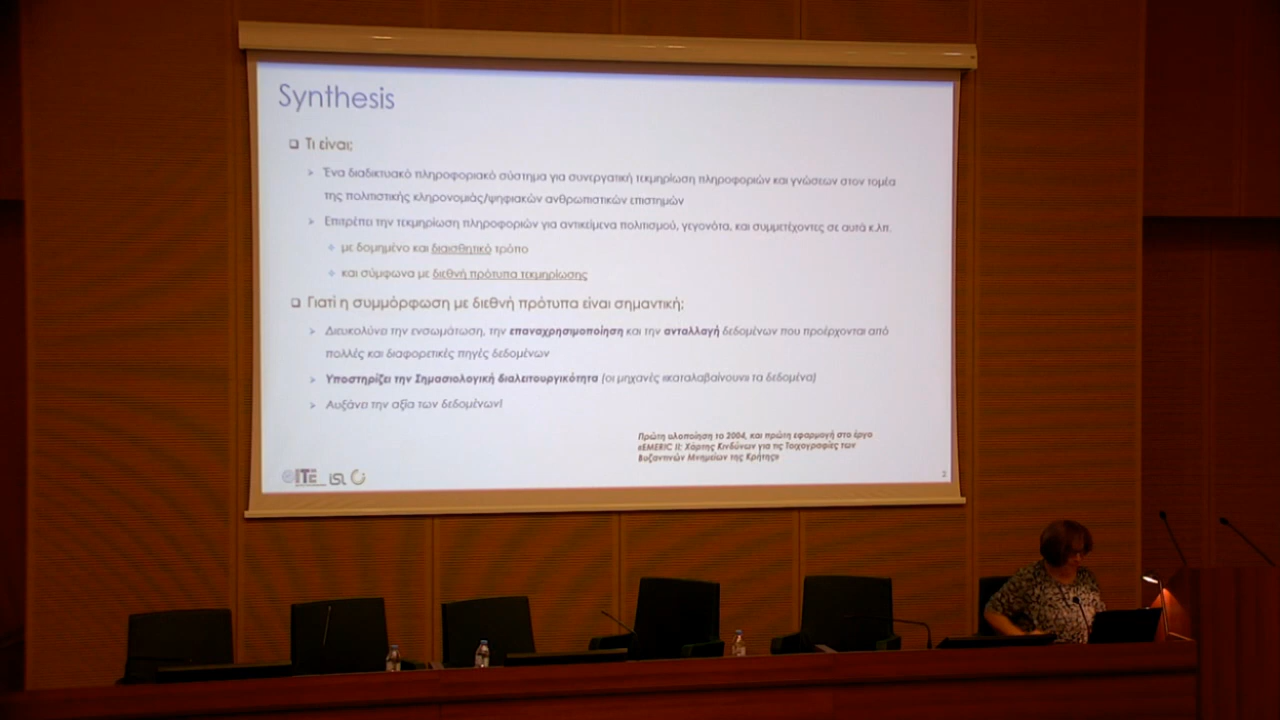 Synthesis
Τι είναι;
Ένα διαδικτυακό πληροφοριακό σύστημα για συνεργατική τεκμηρίωση πληροφοριών και γνώσεων στον τομέα
της πολιτιστικής κληρονομιάς/ψηφιακών ανθρωπιστικών επιστημών
Επιτρέπει την τεκμηρίωση πληροφοριών για αντικείμενα πολιτισμού, γεγονότα, και συμμετέχοντες σε αυτά κ.λπ.
με δομημένο και διαισθητικό τρόπο
και σύμφωνα με διεθνή πρότυπα τεκμηρίωσης
Γιατί η συμμόρφωση με διεθνή πρότυπα είναι σημαντική;
Διευκολύνει την ενσωμάτωση, την επαναχρησιμοποίηση και την ανταλλαγή δεδομένων που προέρχονται από
πολλές και διαφορετικές πηγές δεδομένων
Υποστηρίζει την Σημασιολογική διαλειτουργικότητα (οι μηχανές «καταλαβαίνουν» τα δεδομένα)
Αυξάνει την αξία των δεδομένων!
Πρώτη υλοποίηση το 2004, και πρώτη εφαρμογή στο έργο
«EMERIC II: Χάρτης Κινδύνων για τις Τοιχογραφίες των
Βυζαντινών Μνημείων της Κρήτης»
ITE ISL
2